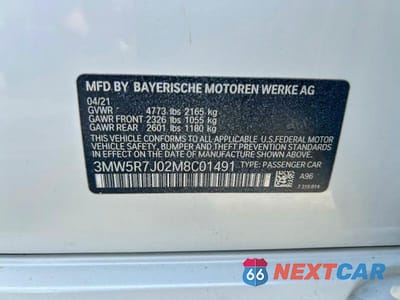 MFD BY BAYERISCHE MOTOREN WERKE AG
04/21
GVWR 4773 lbs 2165 kg
GAWR FRONT 2326 lbs 1055 kg
GAWR REAR 2601 lbs 1180 kg
THIS VEHICLE CONFORMS TO ALL APPLICABLE U.S.FEDERAL MOTOR
VEHICLE SAFETY, BUMPER, AND THEFT PREVENTION STANDARDS
IN EFFECT ON THE DATE OF MANUFACTURE SHOWN ABOVE.
3MW5R7J02M8C01491 TYPE: PASSENGER CAR
A96
66 NEXTCAR